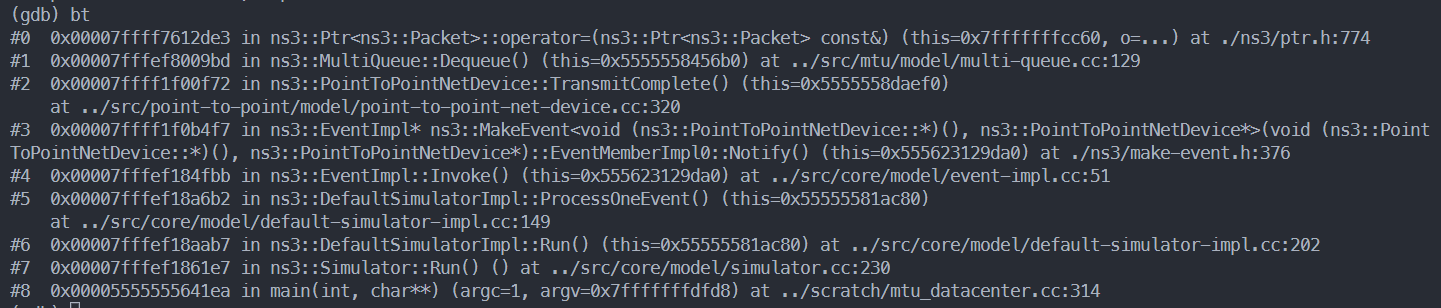 (gdb) bt
#0  0x00007ffff7612de3 in ns3::Ptr<ns3::Packet>::operator=(ns3::Ptr<ns3::Packet> const&) (this=0x7fffffffcc60, o=...) at ./ns3/ptr.h:774
#1  0x00007fffef8009bd in ns3::MultiQueue::Dequeue() (this=0x5555558456b0) at ../src/mtu/model/multi-queue.cc:129
#2  0x00007ffff1f00f72 in ns3::PointToPointNetDevice::TransmitComplete() (this=0x5555558daef0)
    at ../src/point-to-point/model/point-to-point-net-device.cc:320
#3  0x00007ffff1f0b4f7 in ns3::EventImpl* ns3::MakeEvent<void (ns3::PointToPointNetDevice::*)(), ns3::PointToPointNetDevice*>(void (ns3::Point
ToPointNetDevice::*)(), ns3::PointToPointNetDevice*)::EventMemberImpl0::Notify() (this=0x555623129da0) at ./ns3/make-event.h:376
#4  0x00007fffef184fbb in ns3::EventImpl::Invoke() (this=0x555623129da0) at ../src/core/model/event-impl.cc:51
#5  0x00007fffef18a6b2 in ns3::DefaultSimulatorImpl::ProcessOneEvent() (this=0x55555581ac80)
    at ../src/core/model/default-simulator-impl.cc:149
#6  0x00007fffef18aab7 in ns3::DefaultSimulatorImpl::Run() (this=0x55555581ac80) at ../src/core/model/default-simulator-impl.cc:202
#7  0x00007fffef1861e7 in ns3::Simulator::Run() () at ../src/core/model/simulator.cc:230
#8  0x00005555555641ea in main(int, char**) (argc=1, argv=0x7fffffffdfd8) at ../scratch/mtu_datacenter.cc:314